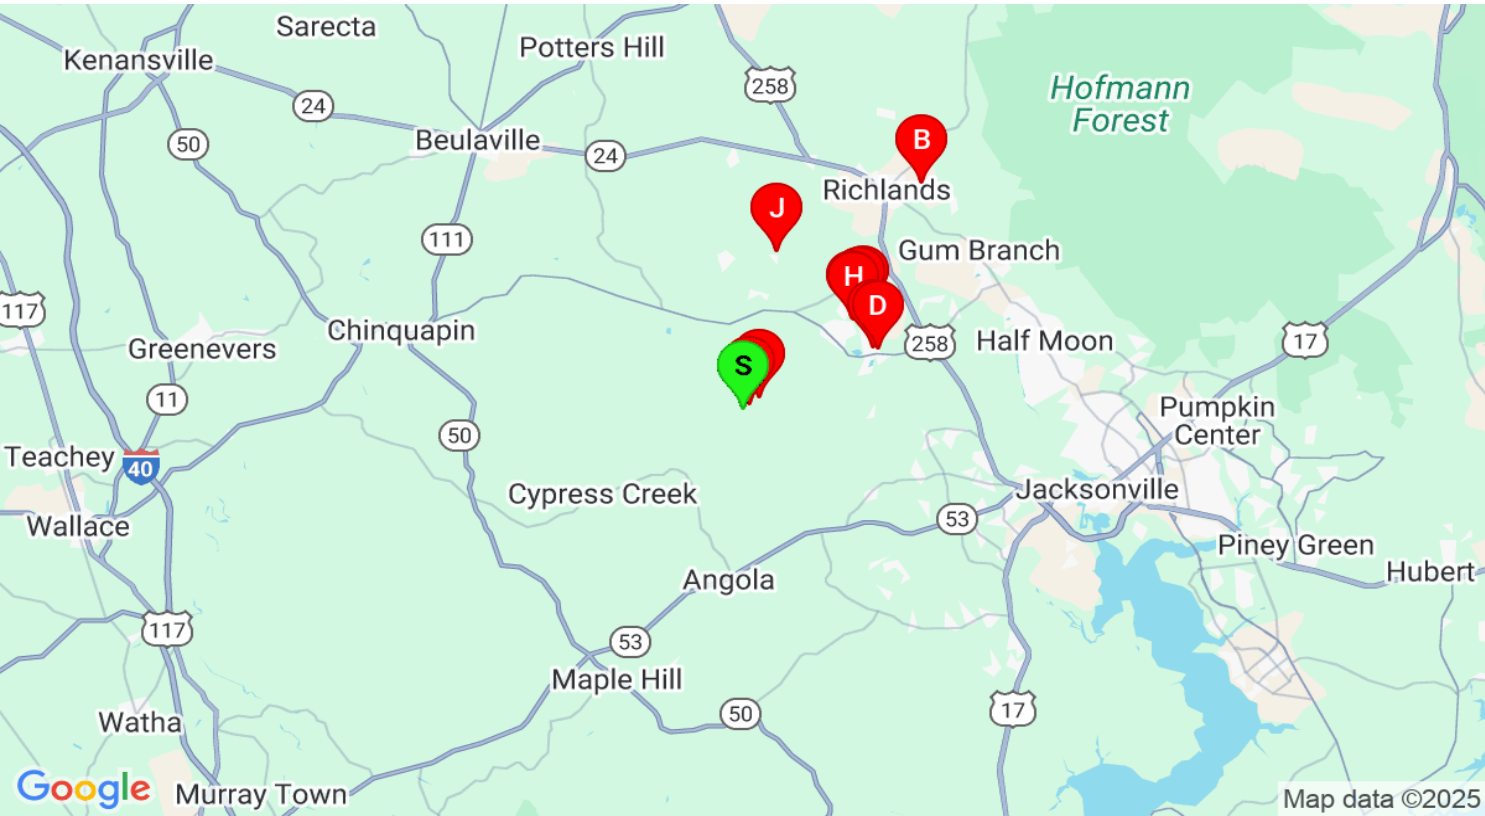 Sarecta
Kenansville
Potters Hill
258
Hofmann
Forest
24
50
Beulaville
24
B
Richlands
J
111
Gum Branch
H
117
D
Chinquapin
Greenevers
258
Half Moon
17
S
11
Pumpkin
Center
50
Teachey
40
Cypress Creek
Jacksonville
Wallace
53
Piney Green
Hubert
Angola
117
53
Maple Hill
17
50
Watha
Google
Murray Town
Map data ©2025